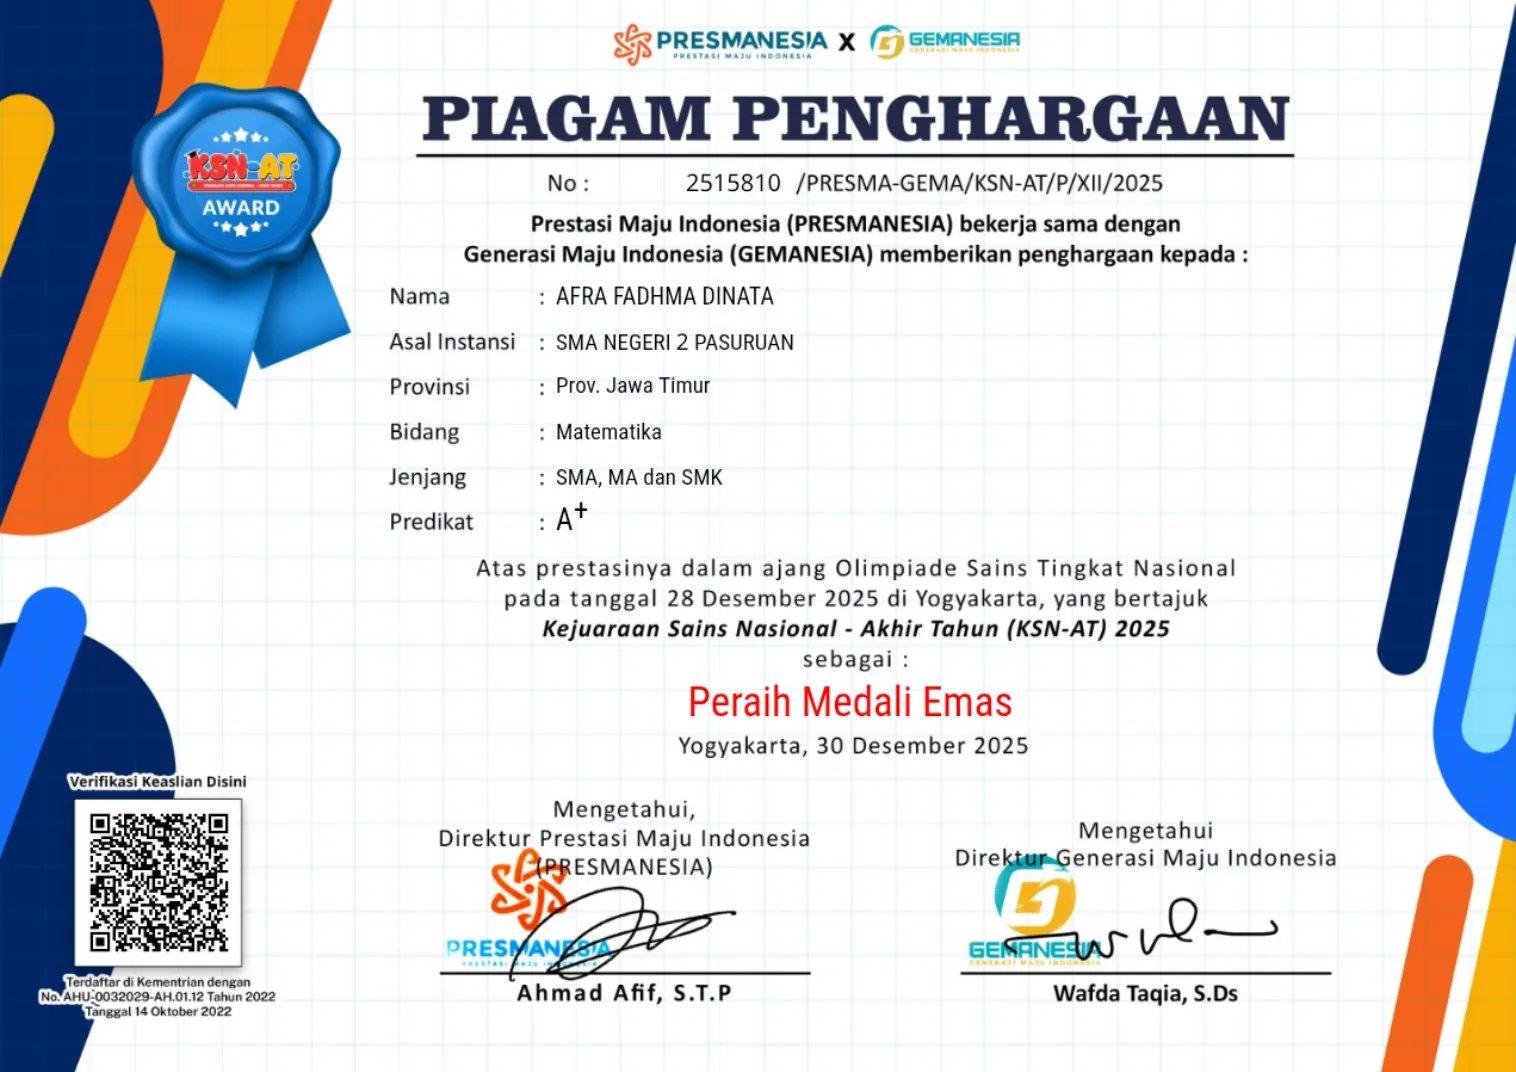 PRESMANESIA X GEMANESIA
PRESTASI MAJU INDONESIA GENERASI MAJU INDONESIA
PIAGAM PENGHARGAAN
No : 2515810 /PRESMA-GEMA/KSN-AT/P/XII/2025
KSN-AT
AWARD
Prestasi Maju Indonesia (PRESMANESIA) bekerja sama dengan
Generasi Maju Indonesia (GEMANESIA) memberikan penghargaan kepada :
Nama : AFRA FADHMA DINATA
Asal Instansi : SMA NEGERI 2 PASURUAN
Provinsi : Prov. Jawa Timur
Bidang : Matematika
Jenjang : SMA, MA dan SMK
Predikat : A+
Atas prestasinya dalam ajang Olimpiade Sains Tingkat Nasional
pada tanggal 28 Desember 2025 di Yogyakarta, yang bertajuk
Kejuaraan Sains Nasional - Akhir Tahun (KSN-AT) 2025
sebagai :
Peraih Medali Emas
Yogyakarta, 30 Desember 2025
Verifikasi Keaslian Disini
Terdaftar di Kementrian dengan
No. AHU-0032029-AH.01.12 Tahun 2022
Tanggal 14 Oktober 2022
Mengetahui,
Direktur Prestasi Maju Indonesia
(PRESMANESIA)
PRESMANESIA
PRESTASI MAJU INDONESIA
Ahmad Afif, S.T.P
Mengetahui
Direktur Generasi Maju Indonesia
GEMANESIA
GENERASI MAJU INDONESIA
Wafda Taqia, S.Ds